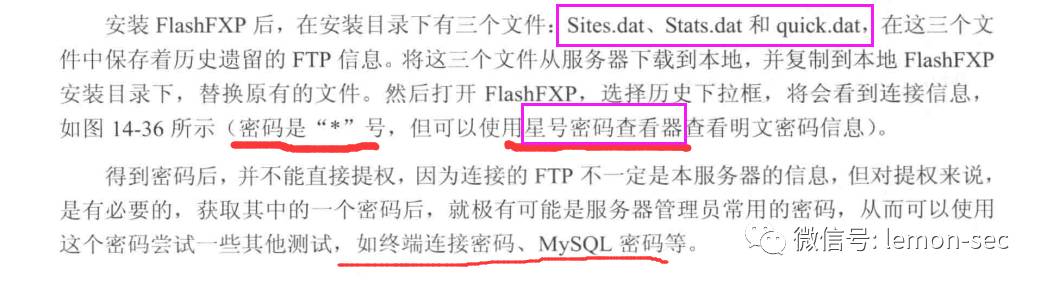 安装 FlashFXP 后，在安装目录下有三个文件：Sites.dat、Stats.dat 和 quick.dat，在这三个文
件中保存着历史遗留的 FTP 信息。将这三个文件从服务器下载到本地，并复制到本地 FlashFXP
安装目录下，替换原有的文件。然后打开 FlashFXP，选择历史下拉框，将会看到连接信息，
如图 14-36 所示（密码是“*”号，但可以使用星号密码查看器查看明文密码信息）。
得到密码后，并不能直接提权，因为连接的 FTP 不一定是本服务器的信息，但对提权来说，
是有必要的，获取其中的一个密码后，就极有可能是服务器管理员常用的密码，从而可以使用
这个密码尝试一些其他测试，如终端连接密码、MySQL 密码等。
微信号: lemon-sec